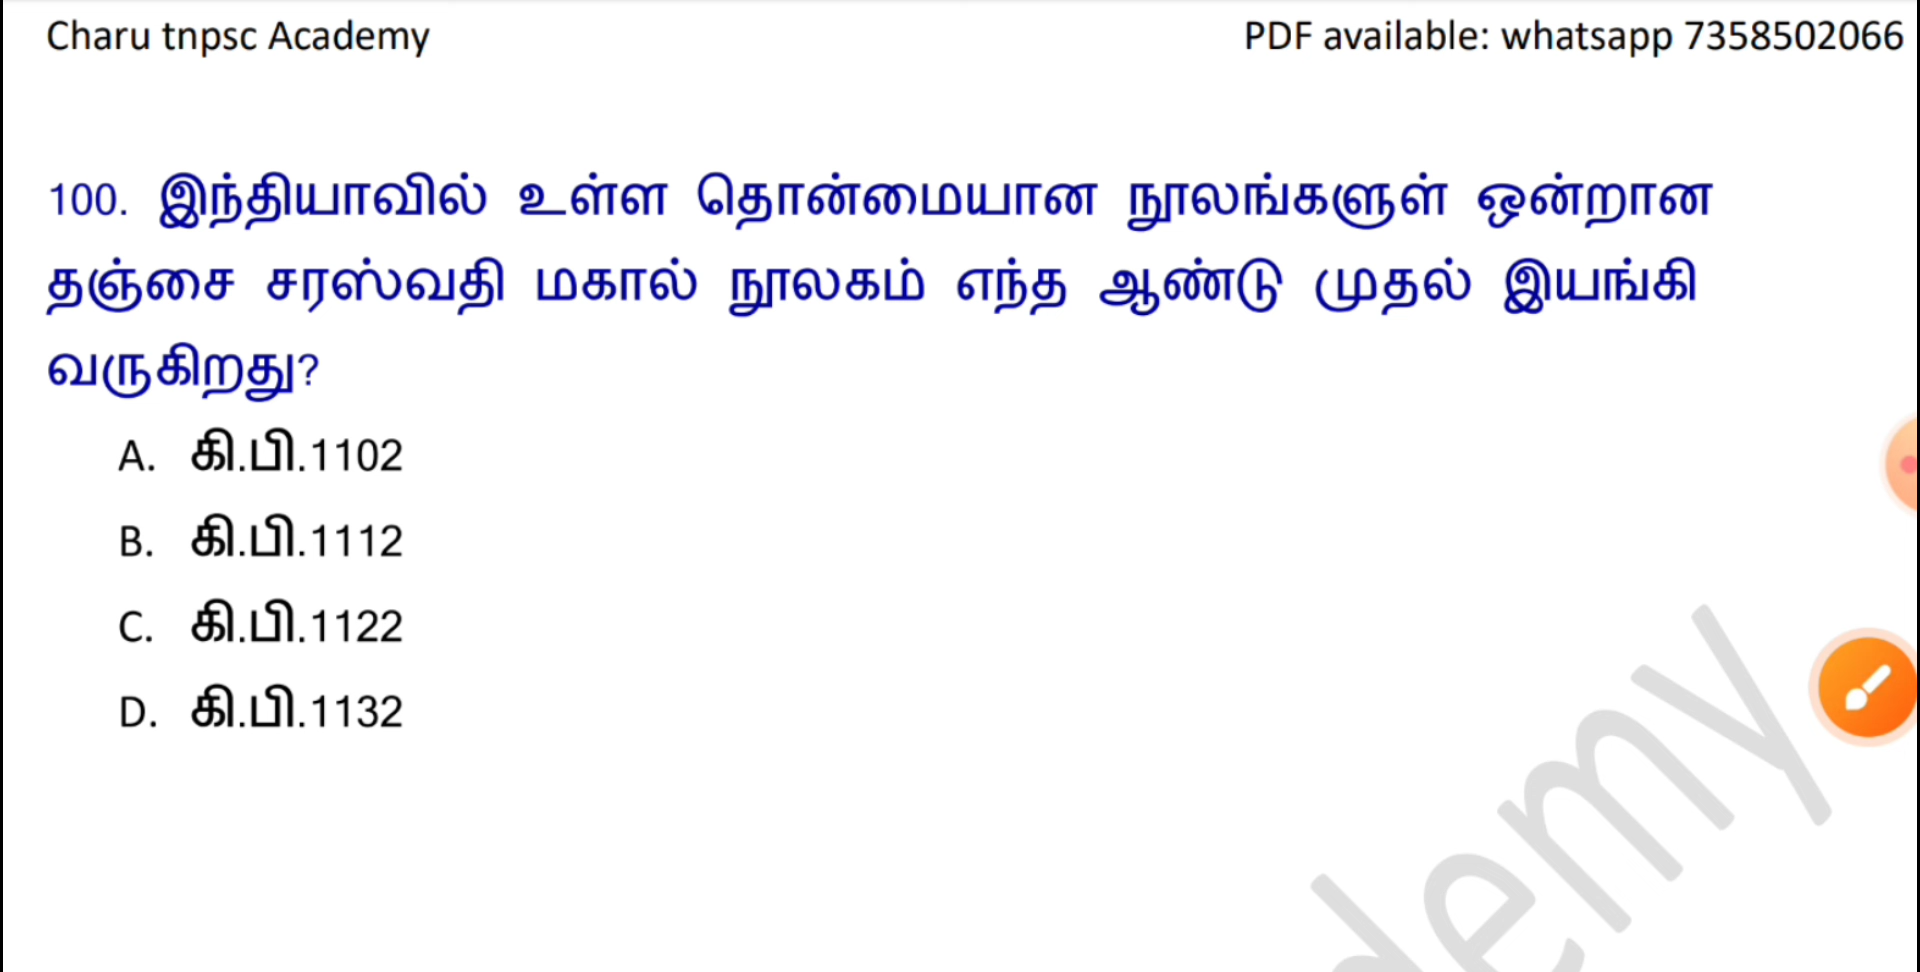 Charu tnpsc Academy
PDF available: whatsapp 7358502066
100. இந்தியாவில் உள்ள தொன்மையான நூலங்களுள் ஒன்றான
தஞ்சை சரஸ்வதி மகால் நூலகம் எந்த ஆண்டு முதல் இயங்கி
வருகிறது?
A. கி.பி.1102
B. கி.பி.1112
C. கி.பி.1122
D. கி.பி.1132
demy